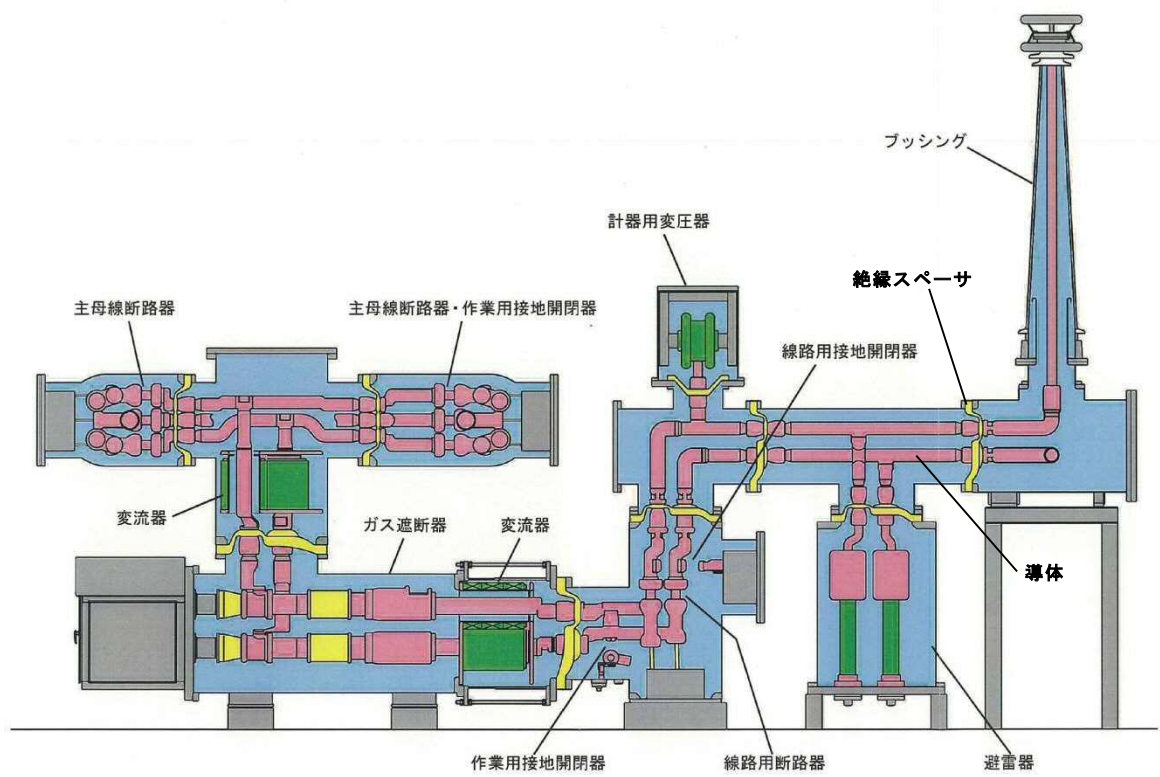 ブッシング
計器用変圧器
絶縁スペーサ
主母線断路器
主母線断路器・作業用接地開閉器
線路用接地開閉器
変流器
ガス遮断器
変流器
導体
作業用接地開閉器
線路用断路器
避雷器